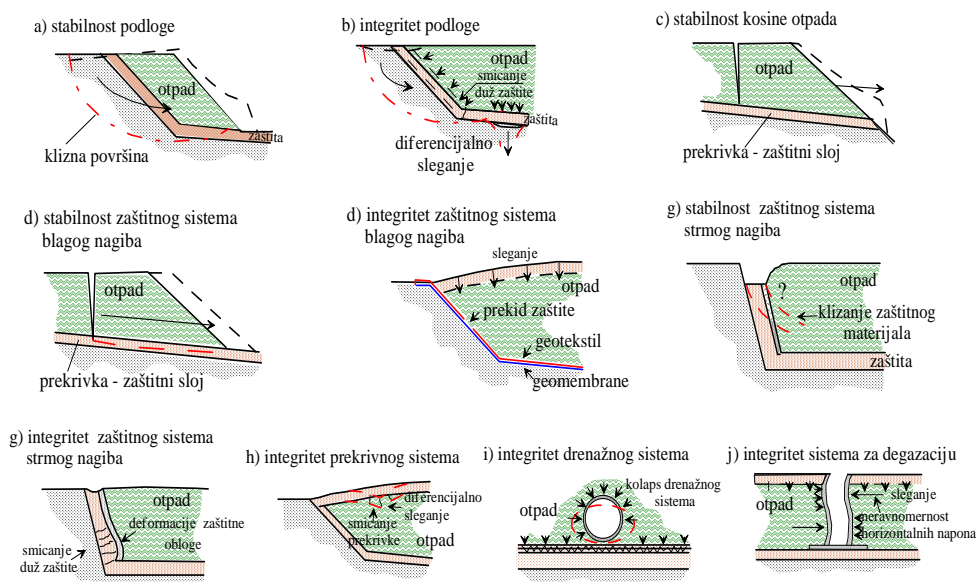 a) stabilnost podloge
otpad
zaštita
klizna površina
b) integritet podloge
otpad
smicanje
duž zaštite
zaštita
diferencijalno
sleganje
c) stabilnost kosine otpada
otpad
prekrivka - zaštitni sloj
d) stabilnost zaštitnog sistema
blagog nagiba
otpad
prekrivka - zaštitni sloj
d) integritet zaštitnog sistema
blagog nagiba
sleganje
otpad
prekid zaštite
geotekstil
geomembrane
g) stabilnost zaštitnog sistema
strmog nagiba
otpad
?
klizanje zaštitnog
materijala
zaštita
g) integritet zaštitnog sistema
strmog nagiba
otpad
deformacije zaštitne
obloge
smicanje
duž zaštite
h) integritet prekrivnog sistema
otpad
diferencijalno
sleganje
smicanje
prekrivke
otpad
i) integritet drenažnog sistema
kolaps drenažnog
sistema
otpad
j) integritet sistema za degazaciju
otpad
sleganje
neravnomernost
horizontalnih napona